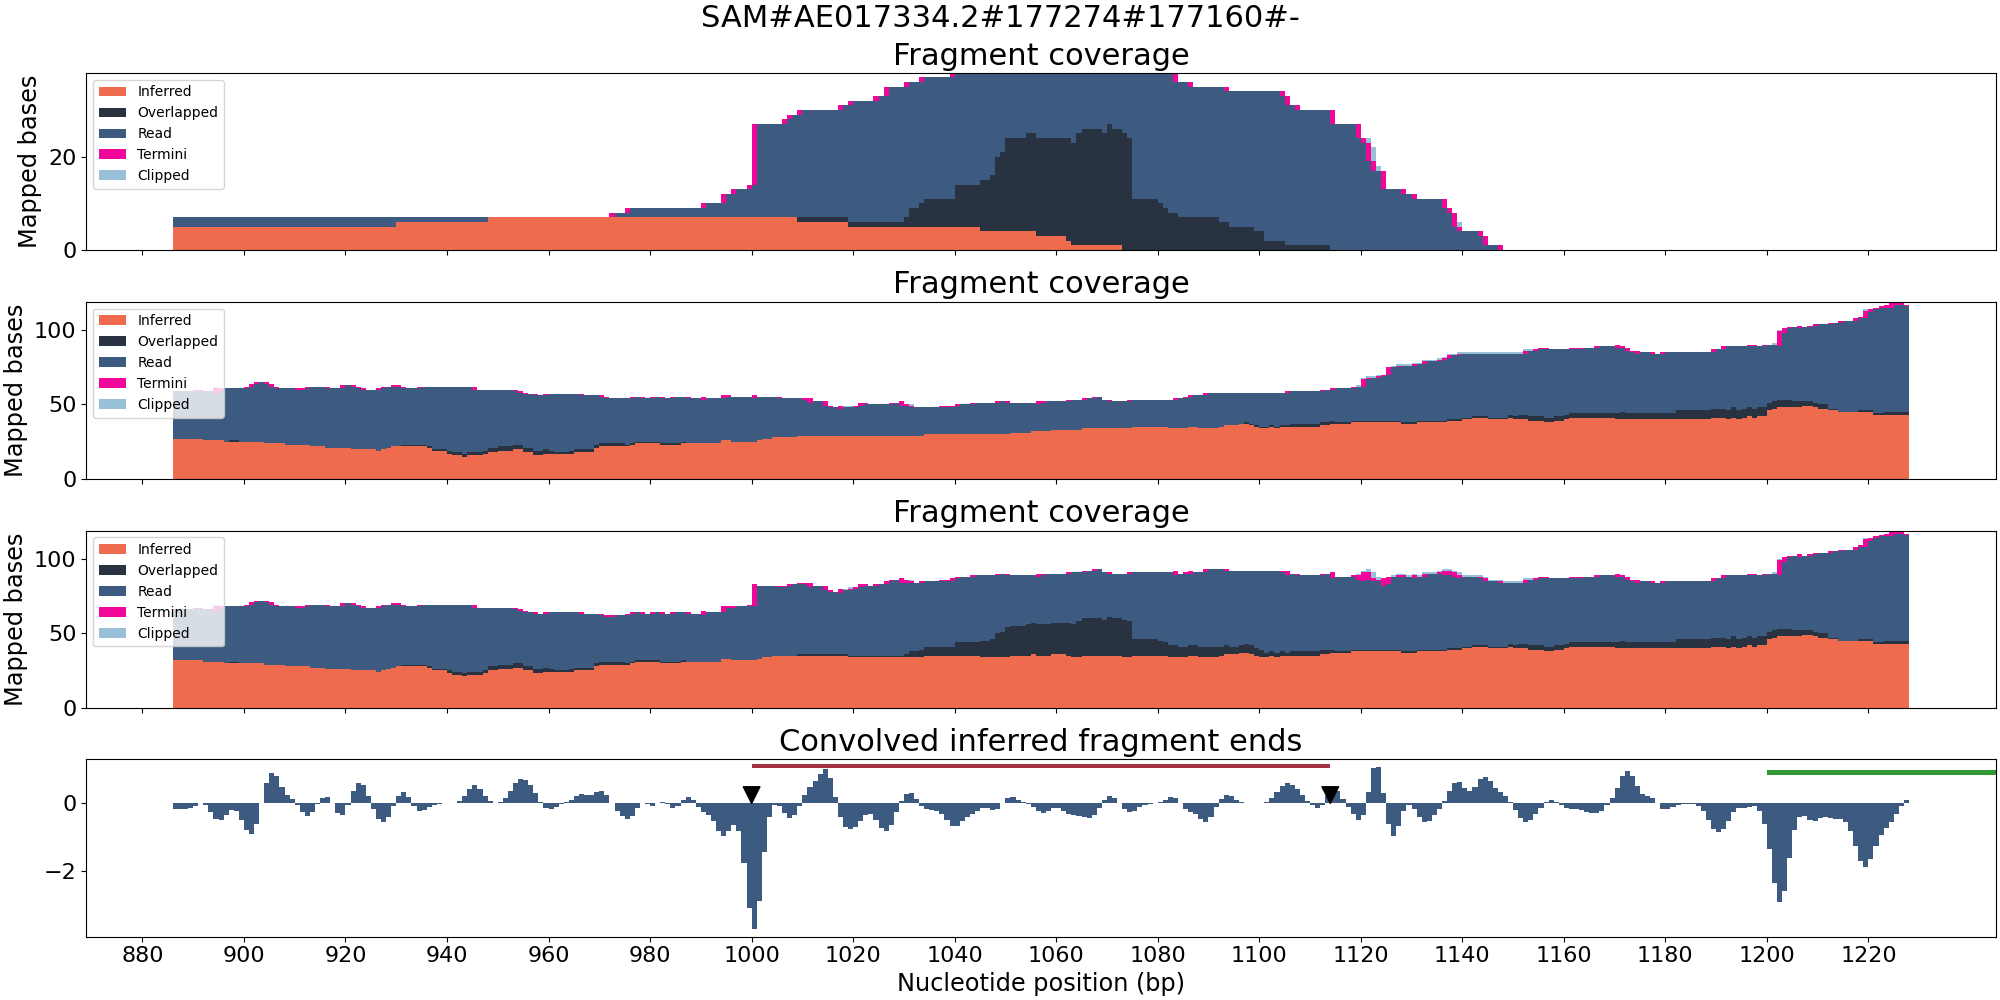 SAM#AE017334.2#177274#177160#-
Fragment coverage
Mapped bases
20
0
Inferred
Overlapped
Read
Termini
Clipped
Fragment coverage
Mapped bases
100
50
0
Inferred
Overlapped
Read
Termini
Clipped
Fragment coverage
Mapped bases
100
50
0
Inferred
Overlapped
Read
Termini
Clipped
Convolved inferred fragment ends
0
−2
880 900 920 940 960 980 1000 1020 1040 1060 1080 1100 1120 1140 1160 1180 1200 1220
Nucleotide position (bp)